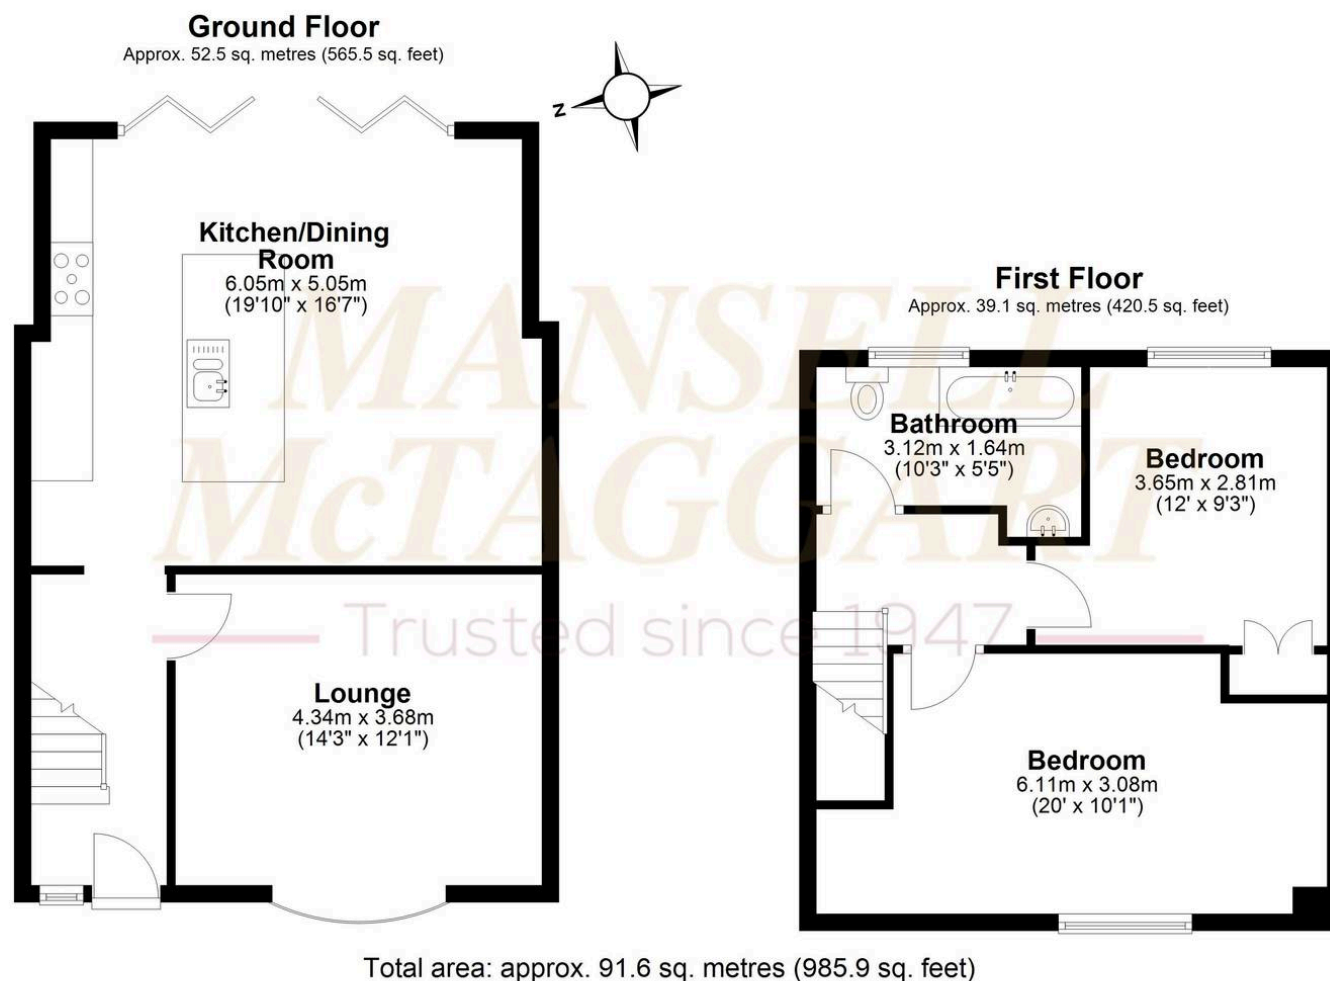 Ground Floor
Approx. 52.5 sq. metres (565.5 sq. feet)
N
Kitchen/Dining
Room
6.05m x 5.05m
(19'10" x 16'7")
Lounge
4.34m x 3.68m
(14'3" x 12'1")
First Floor
Approx. 39.1 sq. metres (420.5 sq. feet)
Bathroom
3.12m x 1.64m
(10'3" x 5'5")
Bedroom
3.65m x 2.81m
(12' x 9'3")
Bedroom
6.11m x 3.08m
(20' x 10'1")
MANSELL
McTAGGART
Trusted since 1947
Total area: approx. 91.6 sq. metres (985.9 sq. feet)